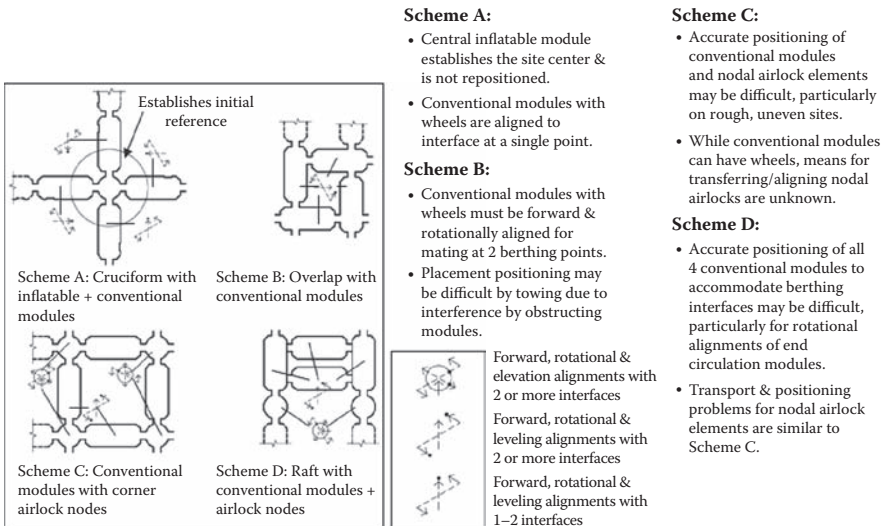 Establishes initial
reference
Scheme A: Cruciform with
inflatable + conventional
modules
Scheme B: Overlap with
conventional modules
Scheme C: Conventional
modules with corner
airlock nodes
Scheme D: Raft with
conventional modules +
airlock nodes
Scheme A:
• Central inflatable module
establishes the site center &
is not repositioned.
• Conventional modules with
wheels are aligned to
interface at a single point.
Scheme B:
• Conventional modules with
wheels must be forward &
rotationally aligned for
mating at 2 berthing points.
• Placement positioning may
be difficult by towing due to
interference by obstructing
modules.
Forward, rotational &
elevation alignments with
2 or more interfaces
Forward, rotational &
leveling alignments with
2 or more interfaces
Forward, rotational &
leveling alignments with
1–2 interfaces
Scheme C:
• Accurate positioning of
conventional modules
and nodal airlock elements
may be difficult, particularly
on rough, uneven sites.
• While conventional modules
can have wheels, means for
transferring/aligning nodal
airlocks are unknown.
Scheme D:
• Accurate positioning of all
4 conventional modules to
accommodate berthing
interfaces may be difficult,
particularly for rotational
alignments of end
circulation modules.
• Transport & positioning
problems for nodal airlock
elements are similar to
Scheme C.